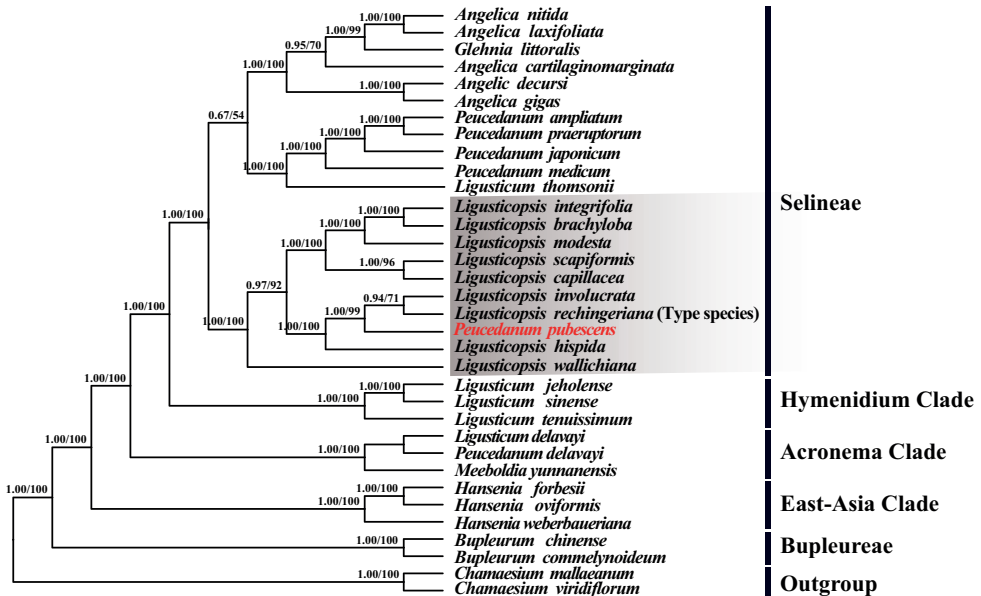 Angelica nitida
1.00/100
Angelica laxifoliata
1.00/99
Glehnia littoralis
0.95/70
Angelica cartilaginomarginata
1.00/100
Angelic decursi
1.00/100
Angelica gigas
0.67/54
Peucedanum ampliatum
1.00/100
Peucedanum praeruptorum
1.00/100
Peucedanum japonicum
1.00/100
Peucedanum medicum
1.00/100
Ligusticum thomsonii
Selineae
1.00/100
Ligusticopsis integrifolia
1.00/100
Ligusticopsis brachyloba
1.00/100
Ligusticopsis modesta
Ligusticopsis scapiformis
1.00/96
Ligusticopsis capillacea
0.97/92
Ligusticopsis involucrata
0.94/71
Ligusticopsis rechingeriana (Type species)
1.00/99
Peucedanum pubescens
1.00/100
Ligusticopsis hispida
1.00/100
Ligusticopsis wallichiana
1.00/100
Ligusticum jeholense
1.00/100
Ligusticum sinense
1.00/100
Ligusticum tenuissimum
Hymenidium Clade
1.00/100
Ligusticum delavayi
Peucedanum delavayi
1.00/100
Meeboldia yunnanensis
Acronema Clade
1.00/100
Hansenia forbesii
Hansenia oviformis
1.00/100
Hansenia weberbaueriana
East-Asia Clade
1.00/100
Bupleurum chinense
1.00/100
Bupleurum commelynoideum
Bupleureae
Chamaesium mallaeanum
1.00/100
Chamaesium viridiflorum
Outgroup